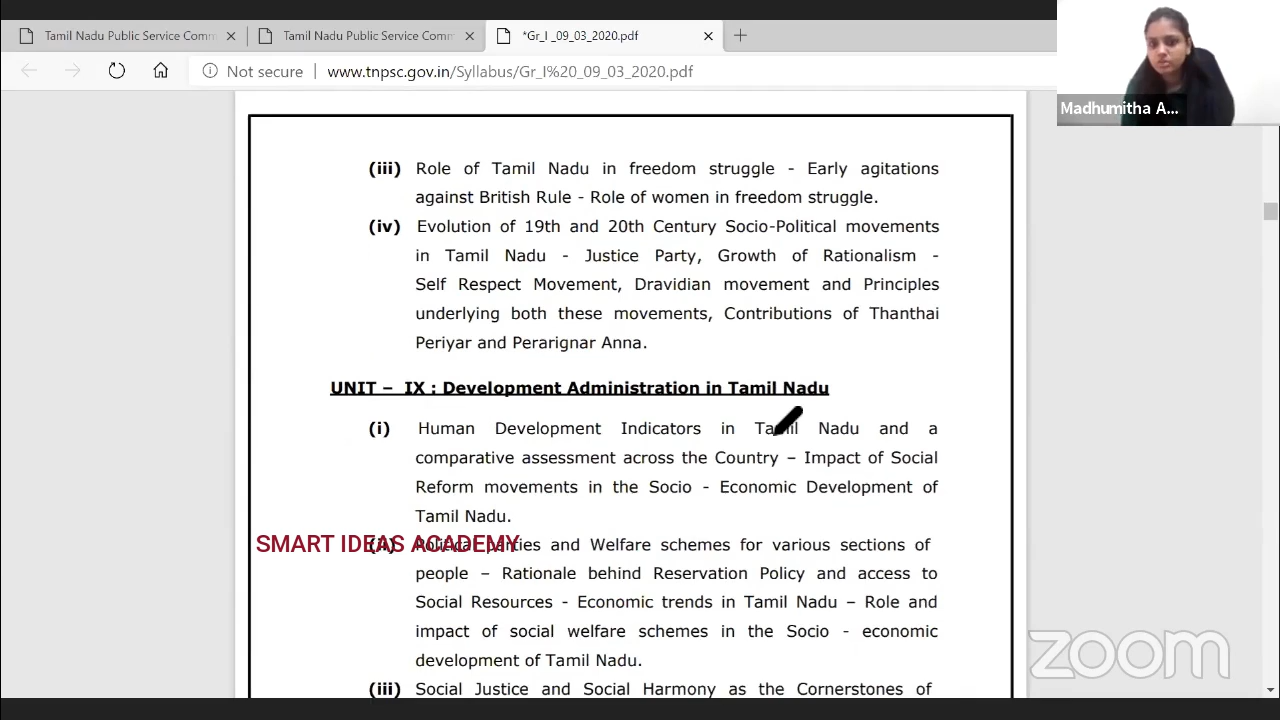 Tamil Nadu Public Service Comm
Tamil Nadu Public Service Comm
*Gr_I _09_03_2020.pdf
Not secure
www.tnpsc.gov.in/Syllabus/Gr_I%20_09_03_2020.pdf
Madhumitha A...
(iii) Role of Tamil Nadu in freedom struggle - Early agitations
against British Rule - Role of women in freedom struggle.
(iv) Evolution of 19th and 20th Century Socio-Political movements
in Tamil Nadu - Justice Party, Growth of Rationalism -
Self Respect Movement, Dravidian movement and Principles
underlying both these movements, Contributions of Thanthai
Periyar and Perarignar Anna.
UNIT – IX : Development Administration in Tamil Nadu
(i) Human Development Indicators in Tamil Nadu and a
comparative assessment across the Country – Impact of Social
Reform movements in the Socio - Economic Development of
Tamil Nadu.
SMART IDEAS ACADEMY
(ii) Political parties and Welfare schemes for various sections of
people – Rationale behind Reservation Policy and access to
Social Resources - Economic trends in Tamil Nadu – Role and
impact of social welfare schemes in the Socio - economic
development of Tamil Nadu.
(iii) Social Justice and Social Harmony as the Cornerstones of
zoom